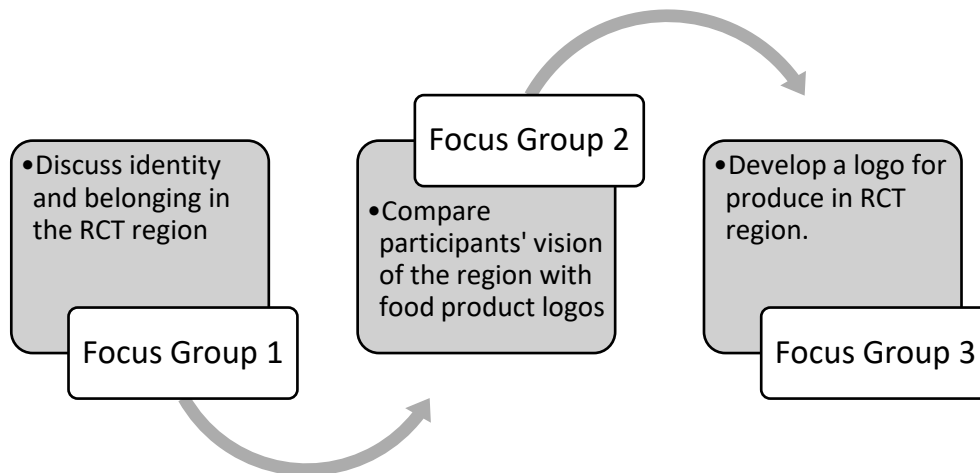 •Discuss identity
and belonging in
the RCT region
Focus Group 1
Focus Group 2
•Compare
participants' vision
of the region with
food product logos
•Develop a logo for
produce in RCT
region.
Focus Group 3